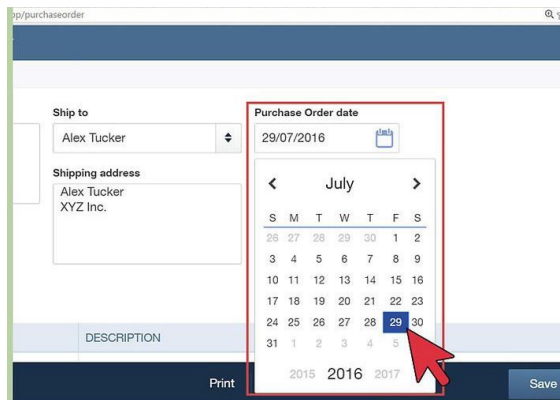 pp/purchaseorder
Ship to
Alex Tucker
Shipping address
Alex Tucker
XYZ Inc.
Purchase Order date
29/07/2016
July
S M T W T F S
26 27 28 29 30 1 2
3 4 5 6 7 8 9
10 11 12 13 14 15 16
17 18 19 20 21 22 23
24 25 26 27 28 29 30
31 1 2 3 4 5
2015 2016 2017
DESCRIPTION
Print
Save